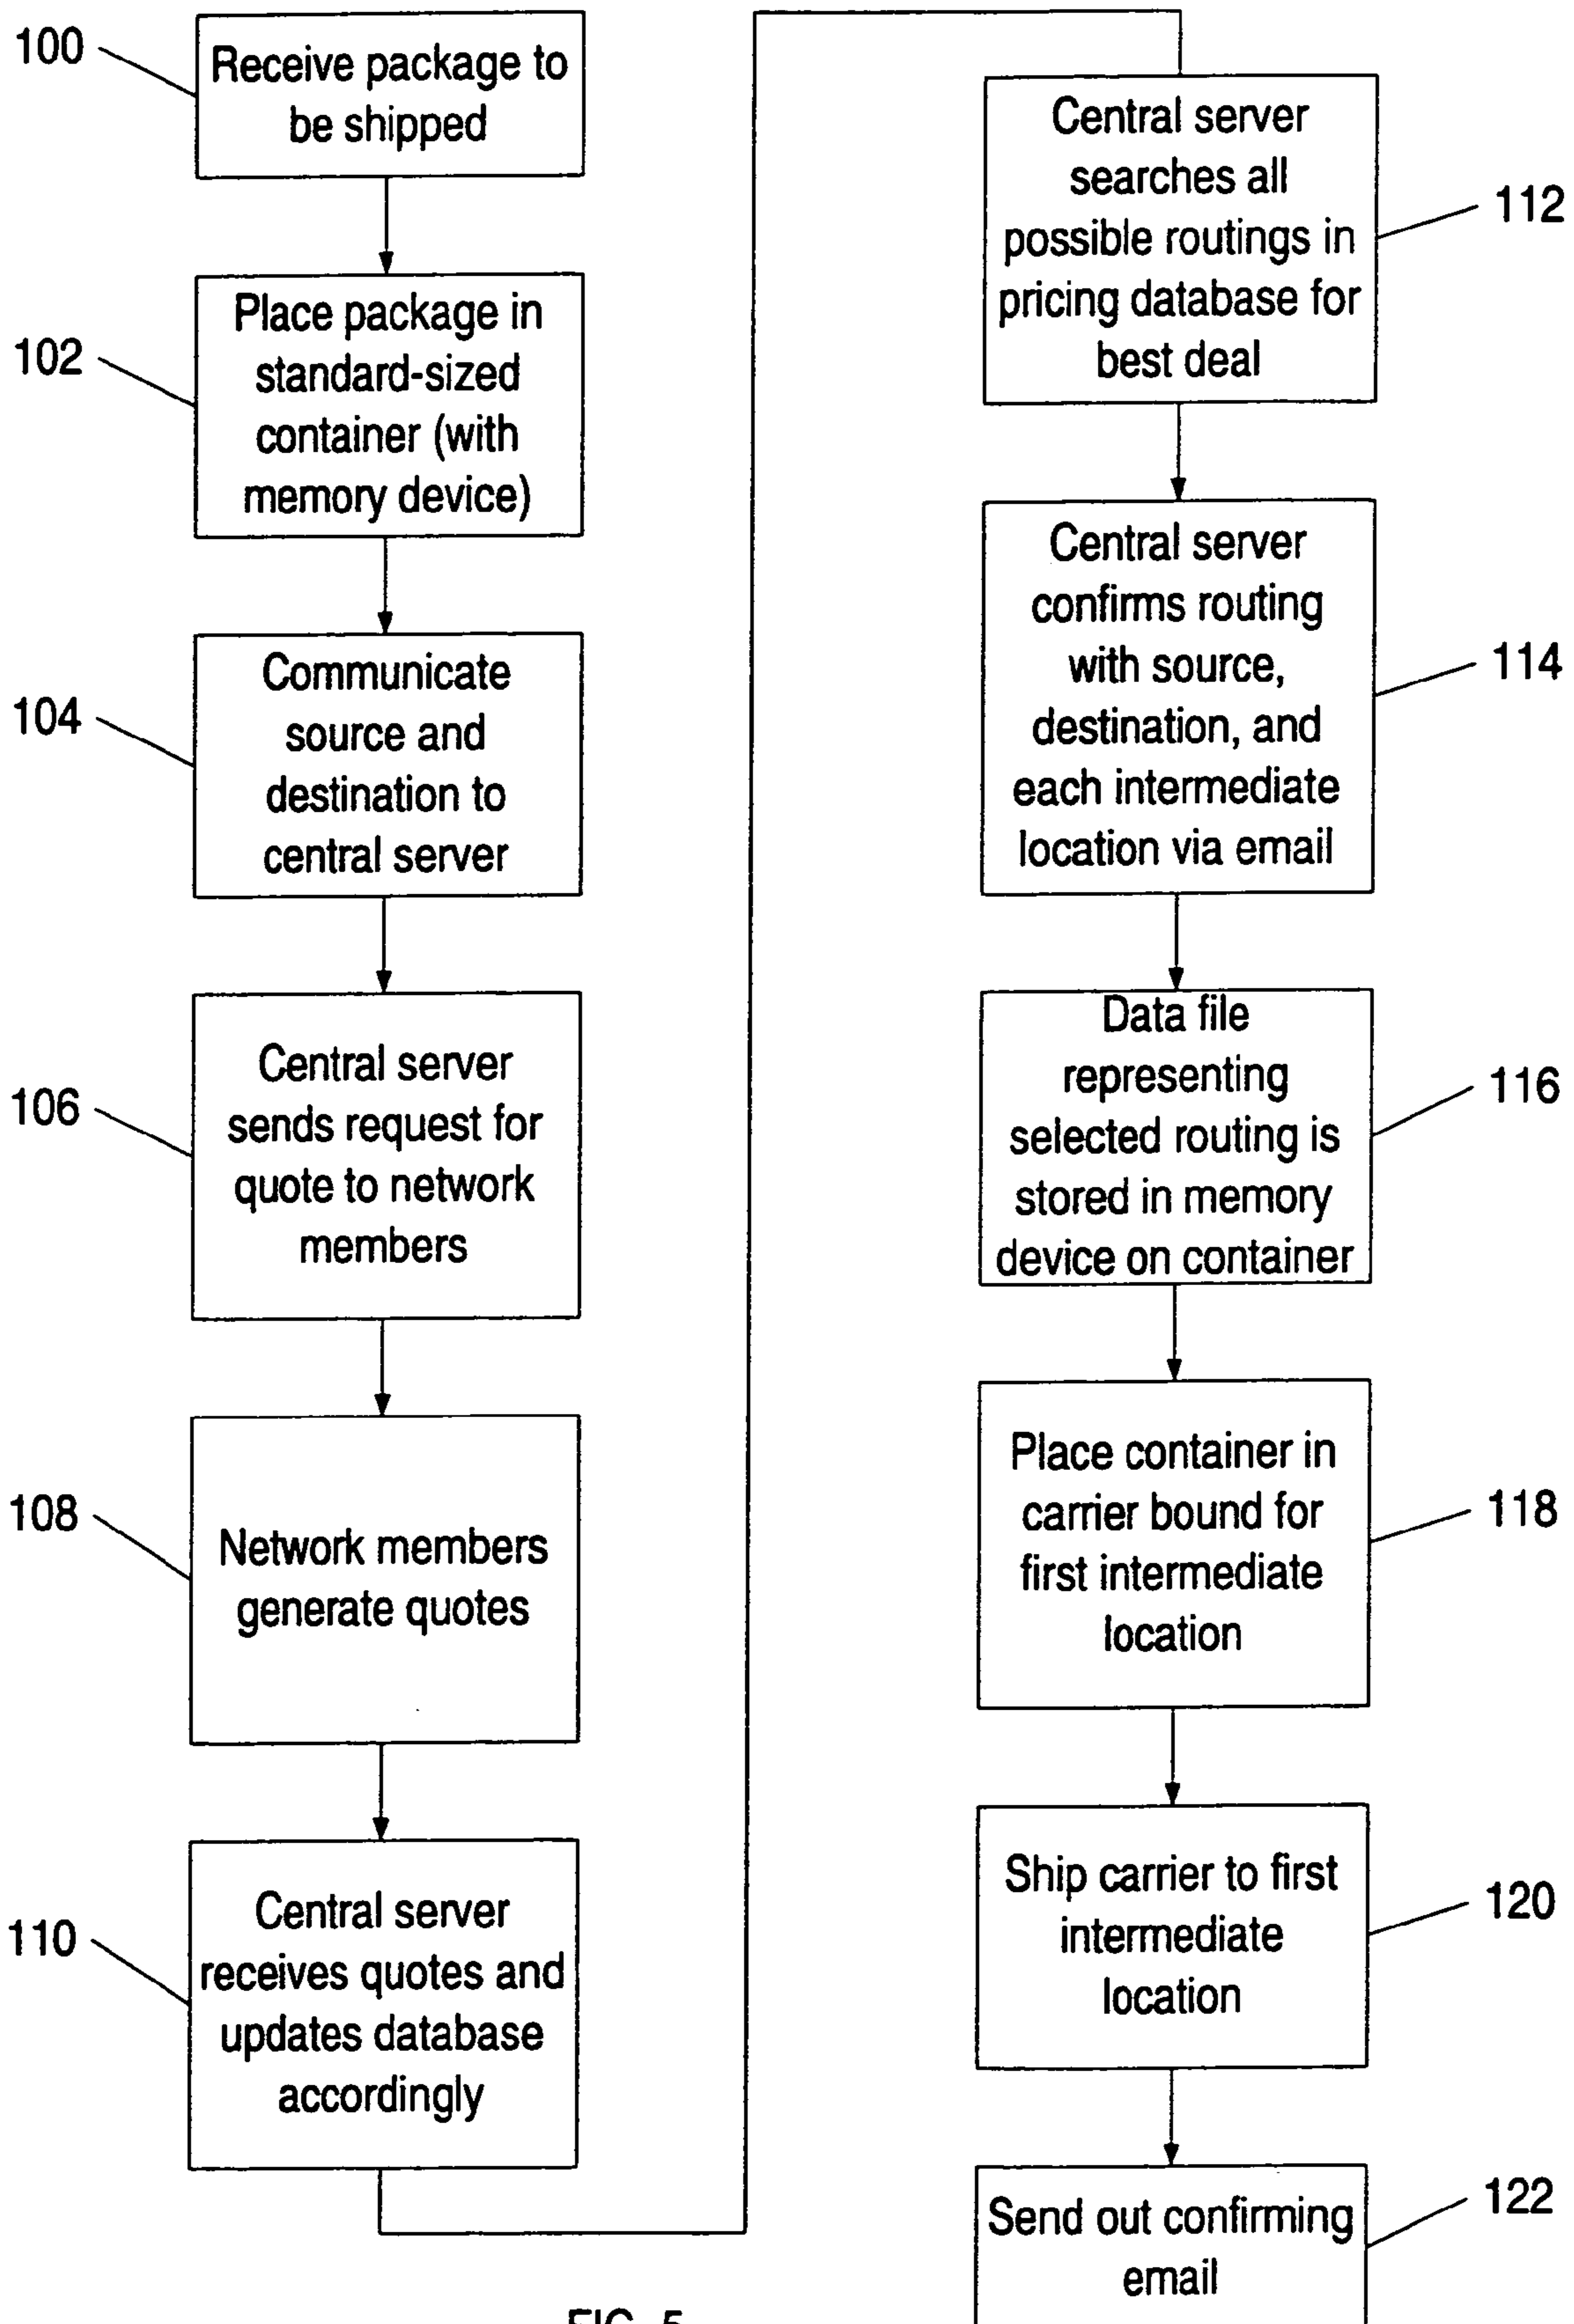 100
Receive package to
be shipped
102
Place package in
standard-sized
container (with
memory device)
104
Communicate
source and
destination to
central server
106
Central server
sends request for
quote to network
members
108
Network members
generate quotes
110
Central server
receives quotes and
updates database
accordingly
112
Central server
searches all
possible routings in
pricing database for
best deal
114
Central server
confirms routing
with source,
destination, and
each intermediate
location via email
116
Data file
representing
selected routing is
stored in memory
device on container
118
Place container in
carrier bound for
first intermediate
location
120
Ship carrier to first
intermediate
location
122
Send out confirming
email
FIG. 5